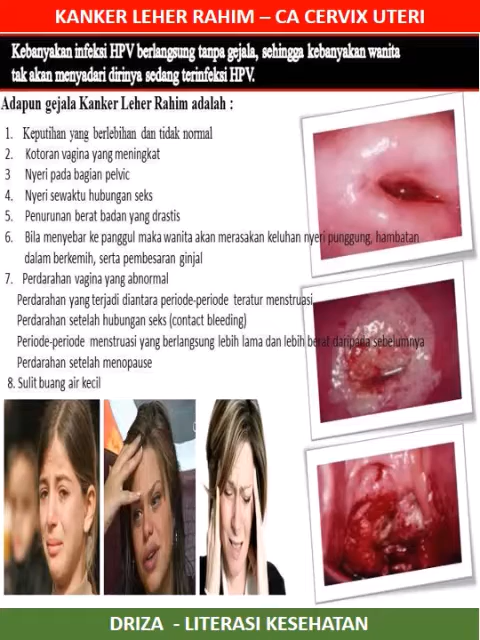 KANKER LEHER RAHIM – CA CERVIX UTERI
Kebanyakan infeksi HPV berlangsung tanpa gejala, sehingga kebanyakan wanita
tak akan menyadari dirinya sedang terinfeksi HPV.
Adapun gejala Kanker Leher Rahim adalah :
1. Keputihan yang berlebihan dan tidak normal
2. Kotoran vagina yang meningkat
3 Nyeri pada bagian pelvic
4. Nyeri sewaktu hubungan seks
5. Penurunan berat badan yang drastis
6. Bila menyebar ke panggul maka wanita akan merasakan keluhan nyeri punggung, hambatan
dalam berkemih, serta pembesaran ginjal
7. Perdarahan vagina yang abnormal
Perdarahan yang terjadi diantara periode-periode teratur menstruasi
Perdarahan setelah hubungan seks (contact bleeding)
Periode-periode menstruasi yang berlangsung lebih lama dan lebih berat daripada sebelumnya
Perdarahan setelah menopause
8. Sulit buang air kecil
DRIZA - LITERASI KESEHATAN